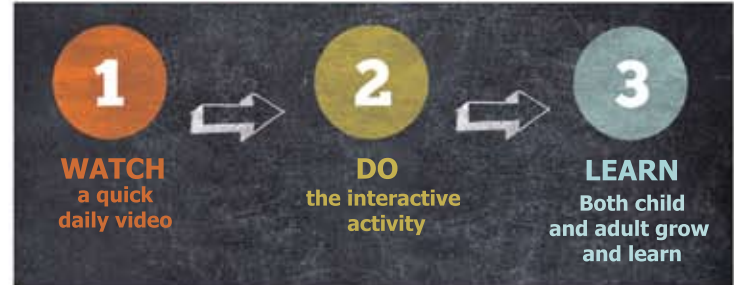 1
WATCH
a quick
daily video
2
DO
the interactive
activity
3
LEARN
Both child
and adult grow
and learn